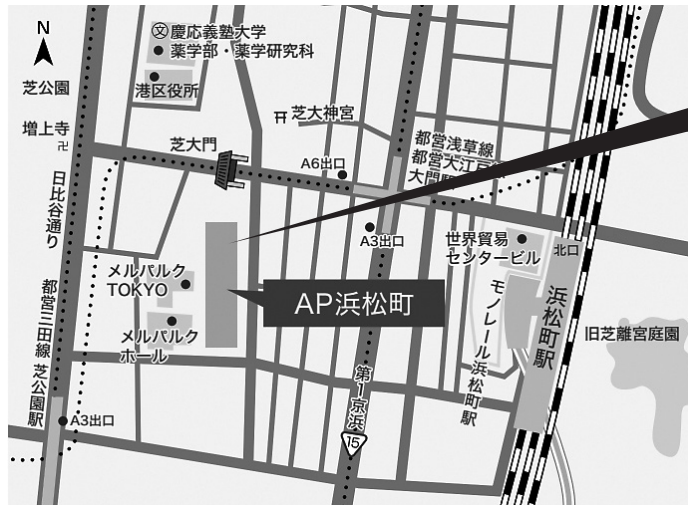 N
慶応義塾大学
薬学部・薬学研究科
文
芝公園
港区役所
増上寺
卍
芝大門
芝大神宮
A6出口
都営浅草線
都営大江戸線
大門駅
日比谷通り
A3出口
世界貿易
センタービル
北口
メルパルク
TOKYO
AP浜松町
メルパルク
ホール
モノレール浜松町駅
浜松町駅
旧芝離宮庭園
都営三田線 芝公園駅
第1京浜
15
A3出口